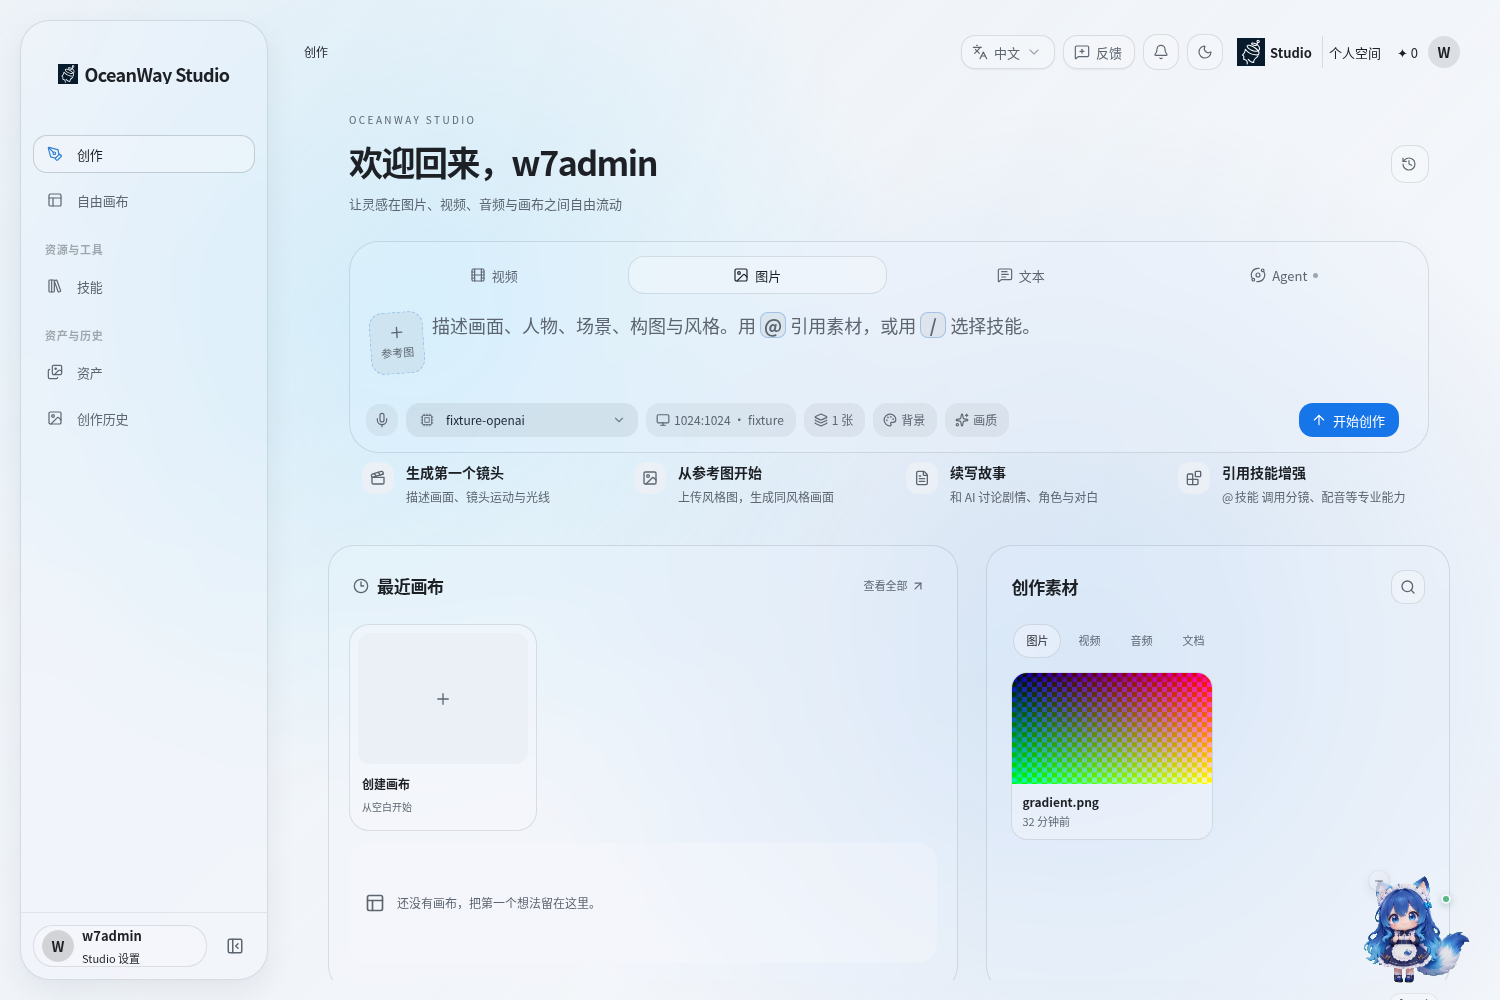 OceanWay Studio
创作
自由画布
资源与工具
技能
资产与历史
资产
创作历史
W
w7admin
Studio 设置
创作
中文
反馈
Studio
个人空间
✦ 0
W
OCEANWAY STUDIO
欢迎回来，w7admin
让灵感在图片、视频、音频与画布之间自由流动
视频
图片
文本
Agent
参考图
描述画面、人物、场景、构图与风格。用 @ 引用素材，或用 / 选择技能。
fixture-openai
1024:1024 • fixture
1 张
背景
画质
开始创作
生成第一个镜头
描述画面、镜头运动与光线
从参考图开始
上传风格图，生成同风格画面
续写故事
和 AI 讨论剧情、角色与对白
引用技能增强
@技能 调用分镜、配音等专业能力
最近画布
查看全部
创建画布
从空白开始
还没有画布，把第一个想法留在这里。
创作素材
图片
视频
音频
文档
gradient.png
32 分钟前